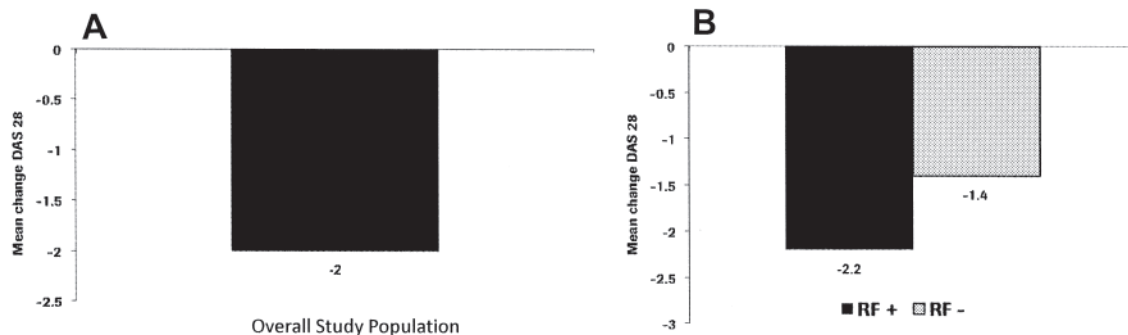 A
Mean change DAS 28
0
-0.5
-1
-1.5
-2
-2.5
-2
Overall Study Population
B
Mean change DAS 28
0
-0.5
-1
-1.5
-2
-2.5
-3
-1.4
-2.2
RF + RF -